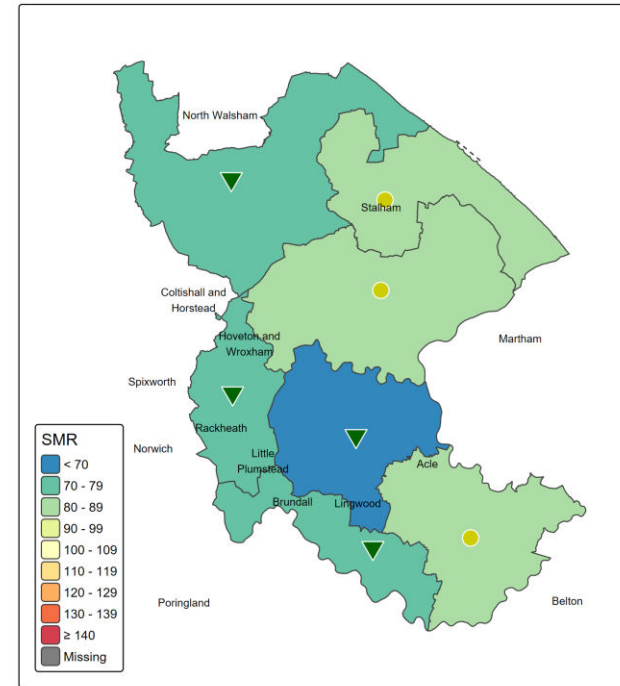 North Walsham
Stalham
Coltishall and
Horstead
Hoveton and
Wroxham
Martham
Spixworth
Rackheath
Norwich
Little
Plumstead
Acle
Brundall
Lingwood
Poringland
Belton
SMR
< 70
70 - 79
80 - 89
90 - 99
100 - 109
110 - 119
120 - 129
130 - 139
≥ 140
Missing